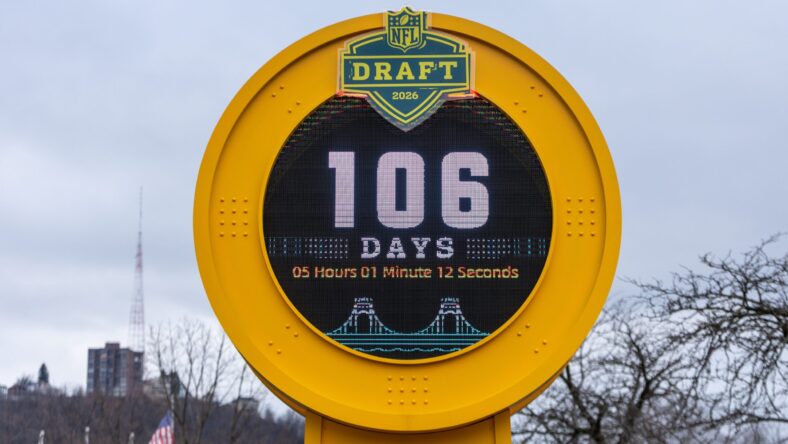 NFL
DRAFT
2026
106
DAYS
05 Hours 01 Minute 12 Seconds